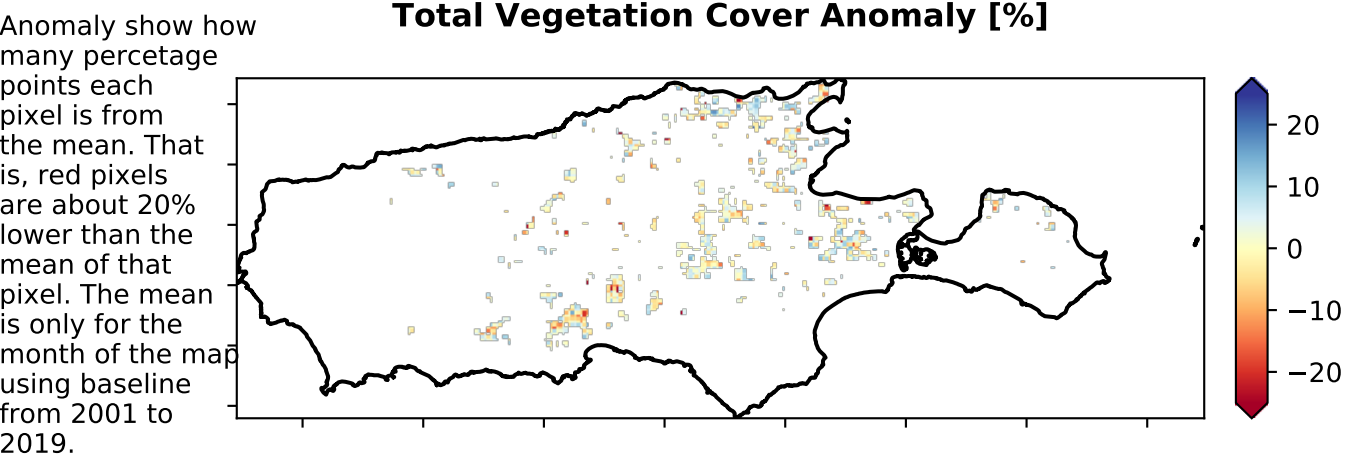 Total Vegetation Cover Anomaly [%]
Anomaly show how
many percetage
points each
pixel is from
the mean. That
is, red pixels
are about 20%
lower than the
mean of that
pixel. The mean
is only for the
month of the map
using baseline
from 2001 to
2019.
20
10
0
−10
−20